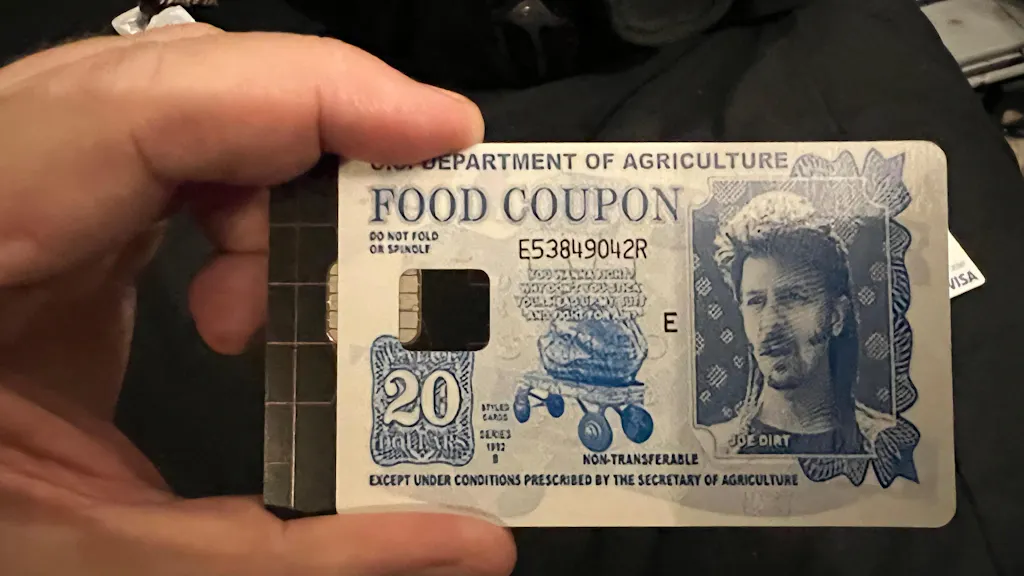 U.S. DEPARTMENT OF AGRICULTURE
FOOD COUPON
DO NOT FOLD
OR SPINDLE
E53849042R
E
20
STYLED
CARDS
SERIES
1992
B
NON-TRANSFERABLE
JOE DIRT
EXCEPT UNDER CONDITIONS PRESCRIBED BY THE SECRETARY OF AGRICULTURE
VISA